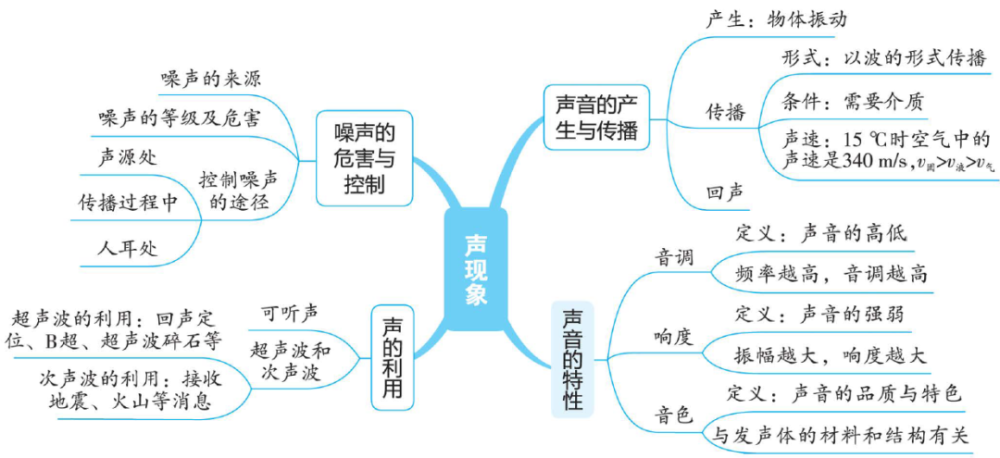 声现象
声音的产
生与传播
产生：物体振动
传播
形式：以波的形式传播
条件：需要介质
声速：15 ℃时空气中的
声速是340 m/s,v固>v液>v气
回声
声音的特性
音调
定义：声音的高低
频率越高，音调越高
响度
定义：声音的强弱
振幅越大，响度越大
音色
定义：声音的品质与特色
与发声体的材料和结构有关
噪声的
危害与
控制
噪声的来源
噪声的等级及危害
控制噪声
的途径
声源处
传播过程中
人耳处
声的利用
可听声
超声波和
次声波
超声波的利用：回声定
位、B超、超声波碎石等
次声波的利用：接收
地震、火山等消息